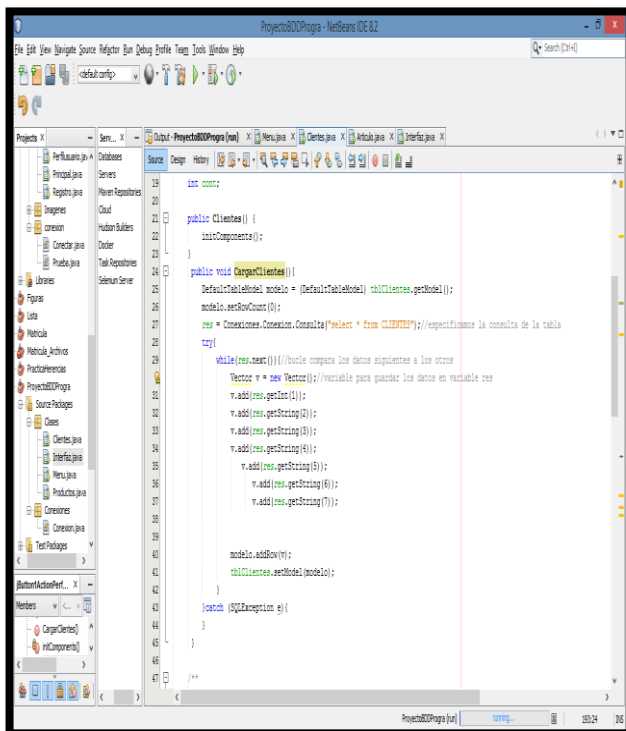 ProyectoBDDProgra - NetBeans IDE 8.2
File Edit View Navigate Source Refactor Run Debug Profile Team Tools Window Help
Search (Ctrl+I)
<default config>
Projects X
Serv... X
Output - ProyectoBDDProgra (run) X Menu.java X Clientes.java X Articulo.java X Interfaz.java X
PerfilUsuario.jav
Principal.java
Registro.java
Imagenes
conexion
Conectar.java
Prueba.java
Libraries
Figuras
Lista
Matricula
Matricula_Archivos
PracticaHerencias
ProyectoBDDProgra
Source Packages
Clases
Clientes.java
Interfaz.java
Menu.java
Productos.java
Conexiones
Conexion.java
Test Packages
Databases
Servers
Maven Repositories
Cloud
Hudson Builders
Docker
Task Repositories
Selenium Server
Source Design History
19 int cont;
20
21 public Clientes() {
22 initComponents();
23 }
24 public void CargarClientes(){
25 DefaultTableModel modelo = (DefaultTableModel) tblClientes.getModel();
26 modelo.setRowCount(0);
27 res = Conexiones.Conexion.Consulta("select * from CLIENTES");//especificamos la consulta de la tabla
28 try{
29 while(res.next()){//bucle compara los datos siguientes a los otros
Vector v = new Vector();//variable para guardar los datos en variable res
31 v.add(res.getInt(1));
32 v.add(res.getString(2));
33 v.add(res.getString(3));
34 v.add(res.getString(4));
35 v.add(res.getString(5));
36 v.add(res.getString(6));
37 v.add(res.getString(7));
38
39
40 modelo.addRow(v);
41 tblClientes.setModel(modelo);
42 }
43 }catch (SQLException e){
44 }
45 }
46
47 /**
jButton1ActionPerf... X
Members
<...
CargarClientes()
initComponents()
ProyectoBDDProgra (run)
running...
193:24
INS